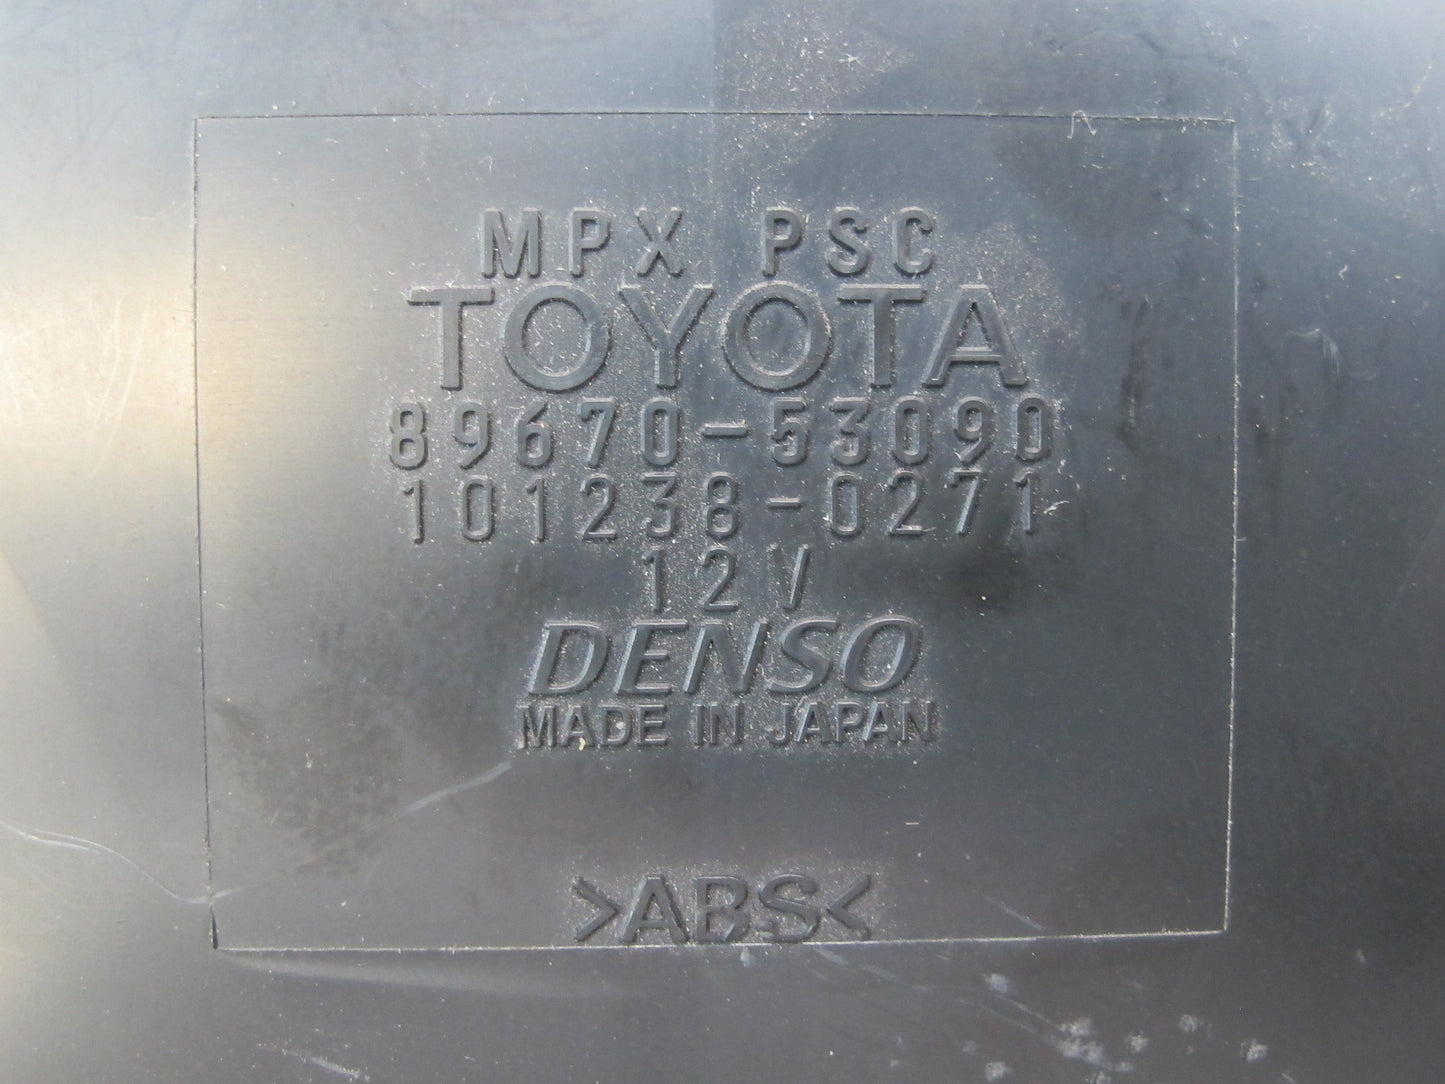 MPX PSC
TOYOTA
89670-53090
101238-0271
12V
DENSO
MADE IN JAPAN
>ABS<